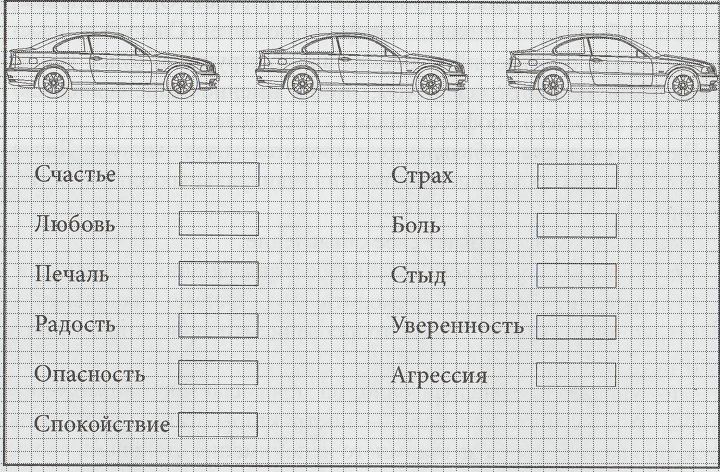 Счастье
Любовь
Печаль
Радость
Опасность
Спокойствие
Страх
Боль
Стыд
Уверенность
Агрессия